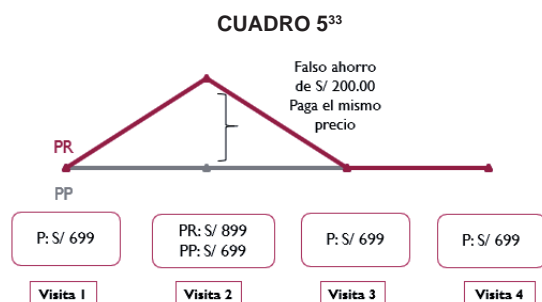 CUADRO 5³³
Falso ahorro
de S/ 200.00
Paga el mismo
precio
PR
PP
P: S/ 699
PR: S/ 899
PP: S/ 699
P: S/ 699
P: S/ 699
Visita 1
Visita 2
Visita 3
Visita 4